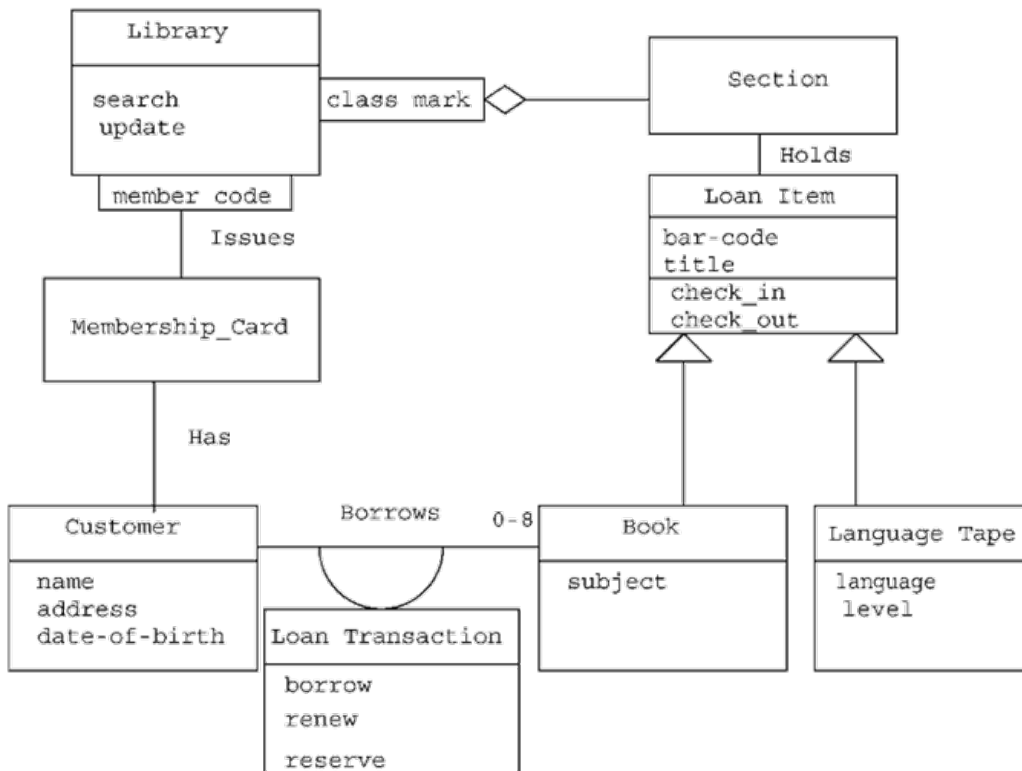 Library
search
update
class mark
Section
member code
Holds
Loan Item
bar-code
title
check_in
check_out
Issues
Membership_Card
Has
Customer
name
address
date-of-birth
Borrows
0-8
Book
subject
Language Tape
language
level
Loan Transaction
borrow
renew
reserve